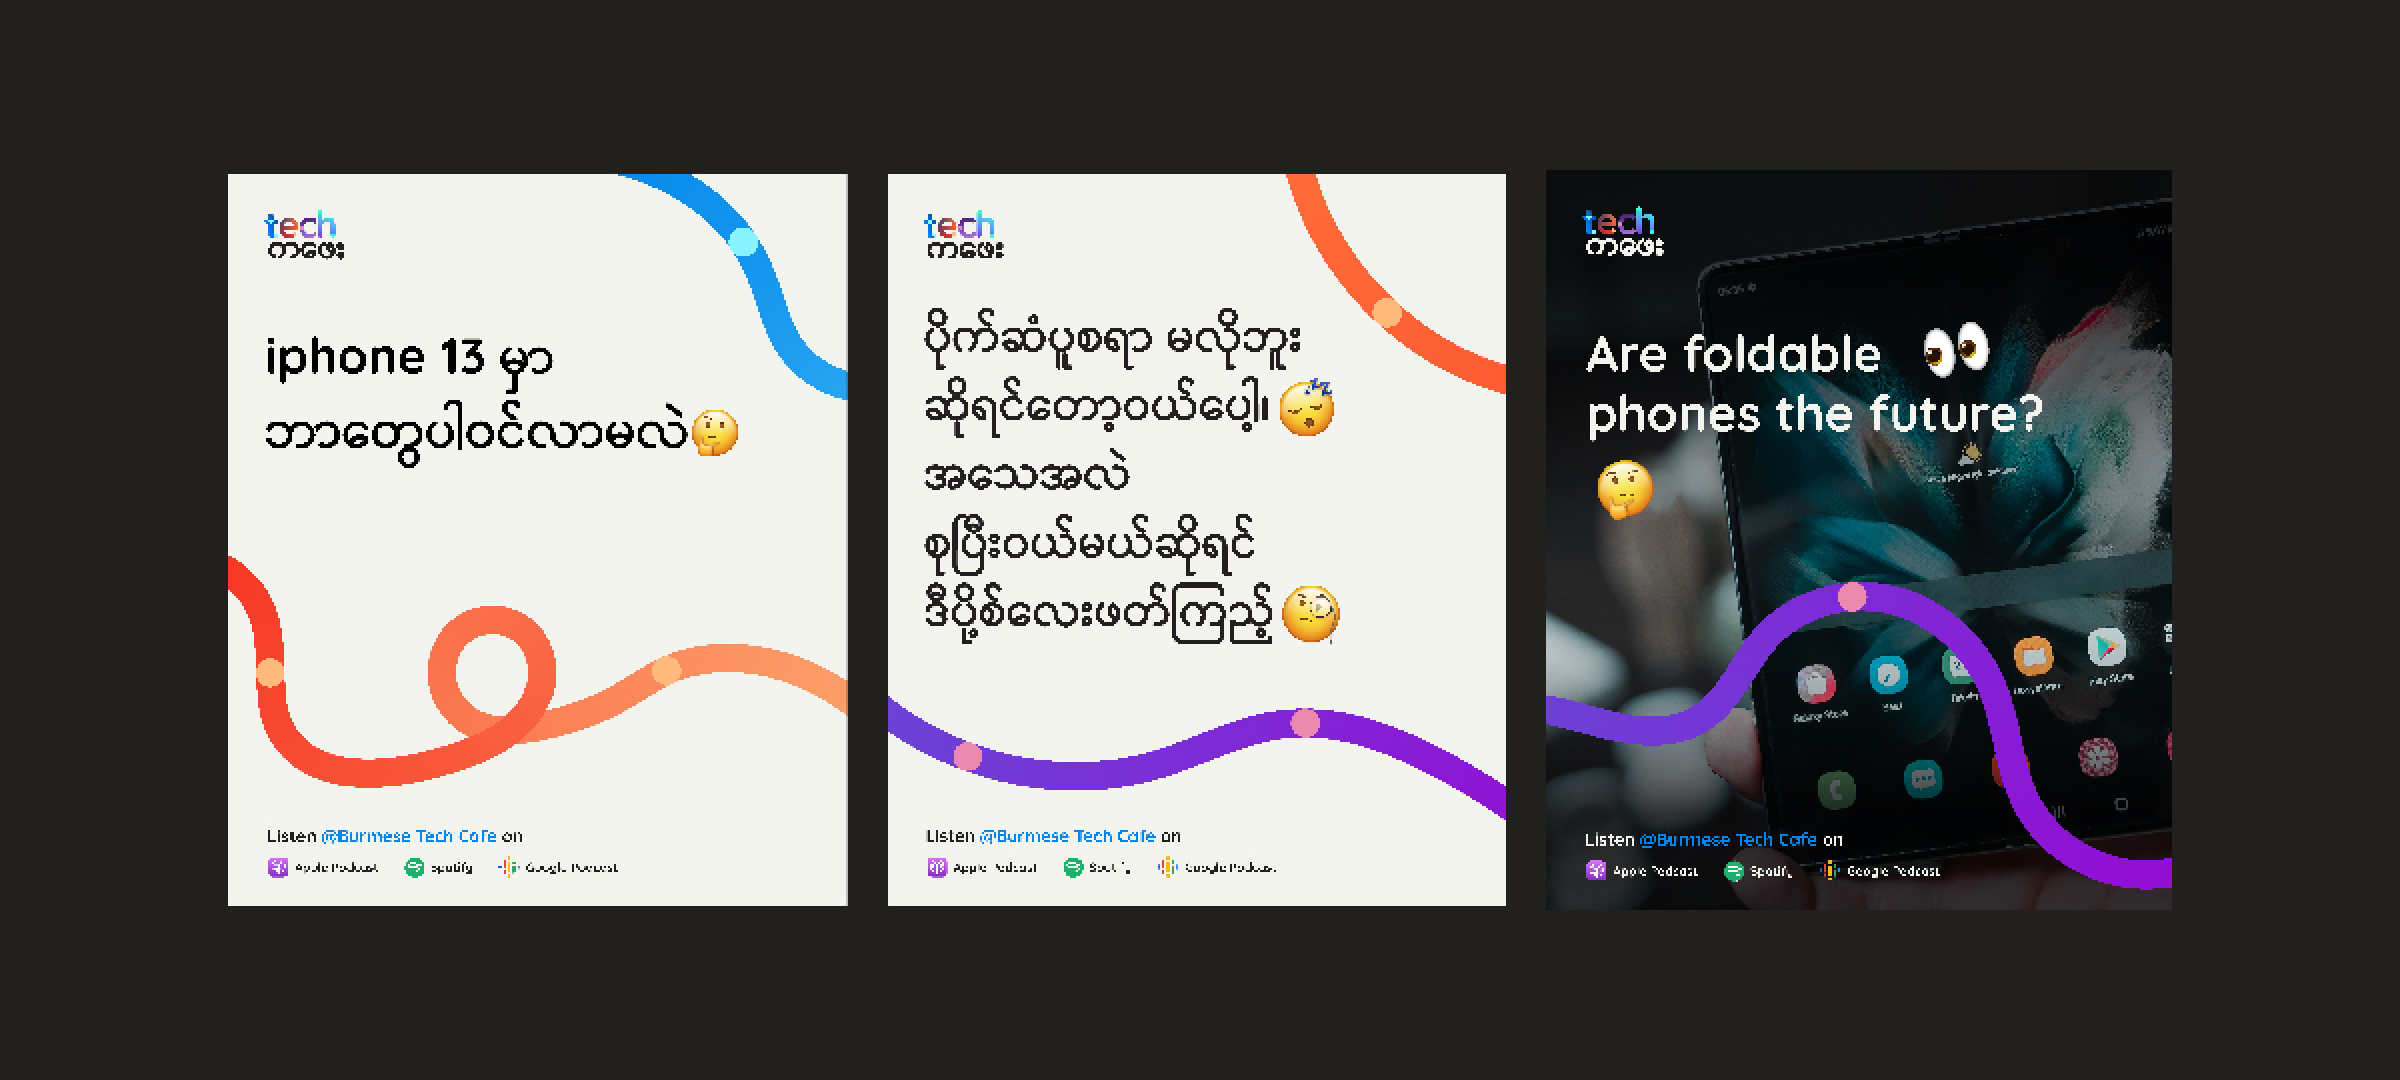 tech
ကဖေး
iphone 13 မှာ
ဘာတွေပါဝင်လာမလဲ🤔
Listen @Burmese Tech Cafe on
Apple Podcast Spotify Google Podcast
tech
ကဖေး
ပိုက်ဆံပူစရာ မလိုဘူး
ဆိုရင်တော့ဝယ်ပေါ့၊ 😴
အသေအလဲ
စုပြီးဝယ်မယ်ဆိုရင်
ဒီပို့စ်လေးဖတ်ကြည့် 🧐
Listen @Burmese Tech Cafe on
Apple Podcast Spotify Google Podcast
tech
ကဖေး
Are foldable 👀
phones the future?
🤔
Listen @Burmese Tech Cafe on
Apple Podcast Spotify Google Podcast
Play Store